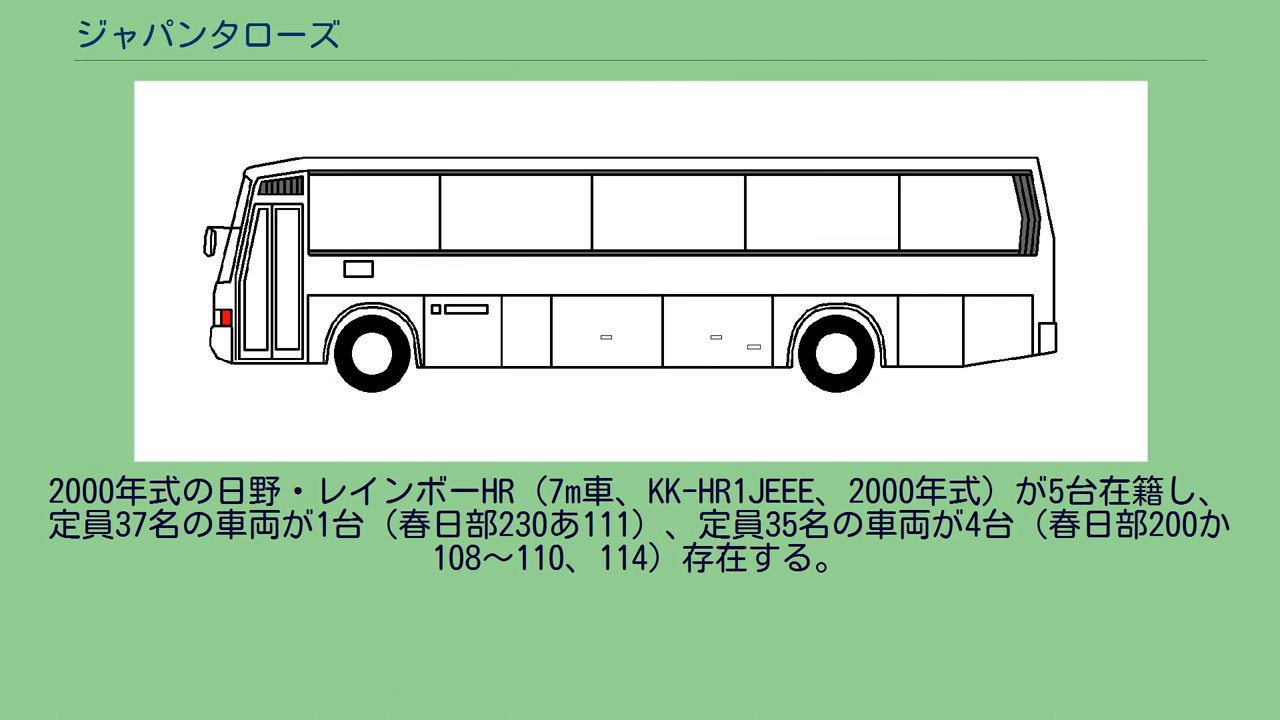 ジャパンタローズ
2000年式の日野・レインボーHR（7m車、KK-HR1JEEE、2000年式）が5台在籍し、
定員37名の車両が1台（春日部230あ111）、定員35名の車両が4台（春日部200か
108～110、114）存在する。